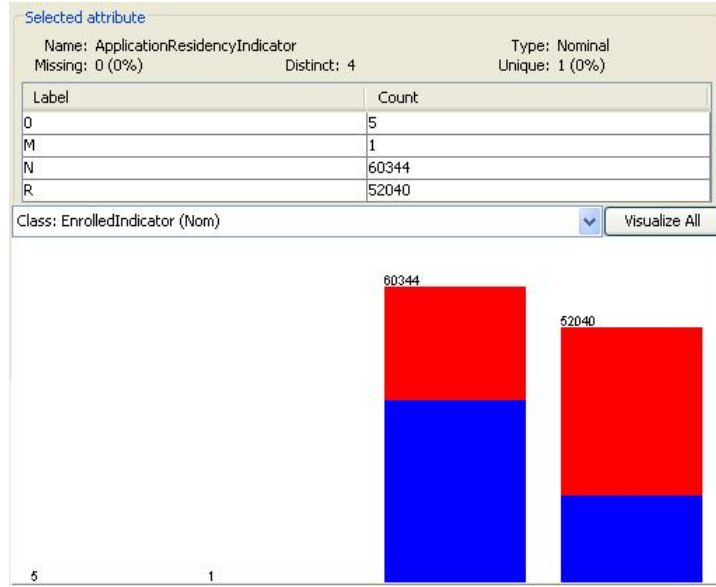 Selected attribute
Name: ApplicationResidencyIndicator Type: Nominal
Missing: 0 (0%) Distinct: 4 Unique: 1 (0%)
Label Count
0 5
M 1
N 60344
R 52040
Class: EnrolledIndicator (Nom) Visualize All
60344
52040
5 1